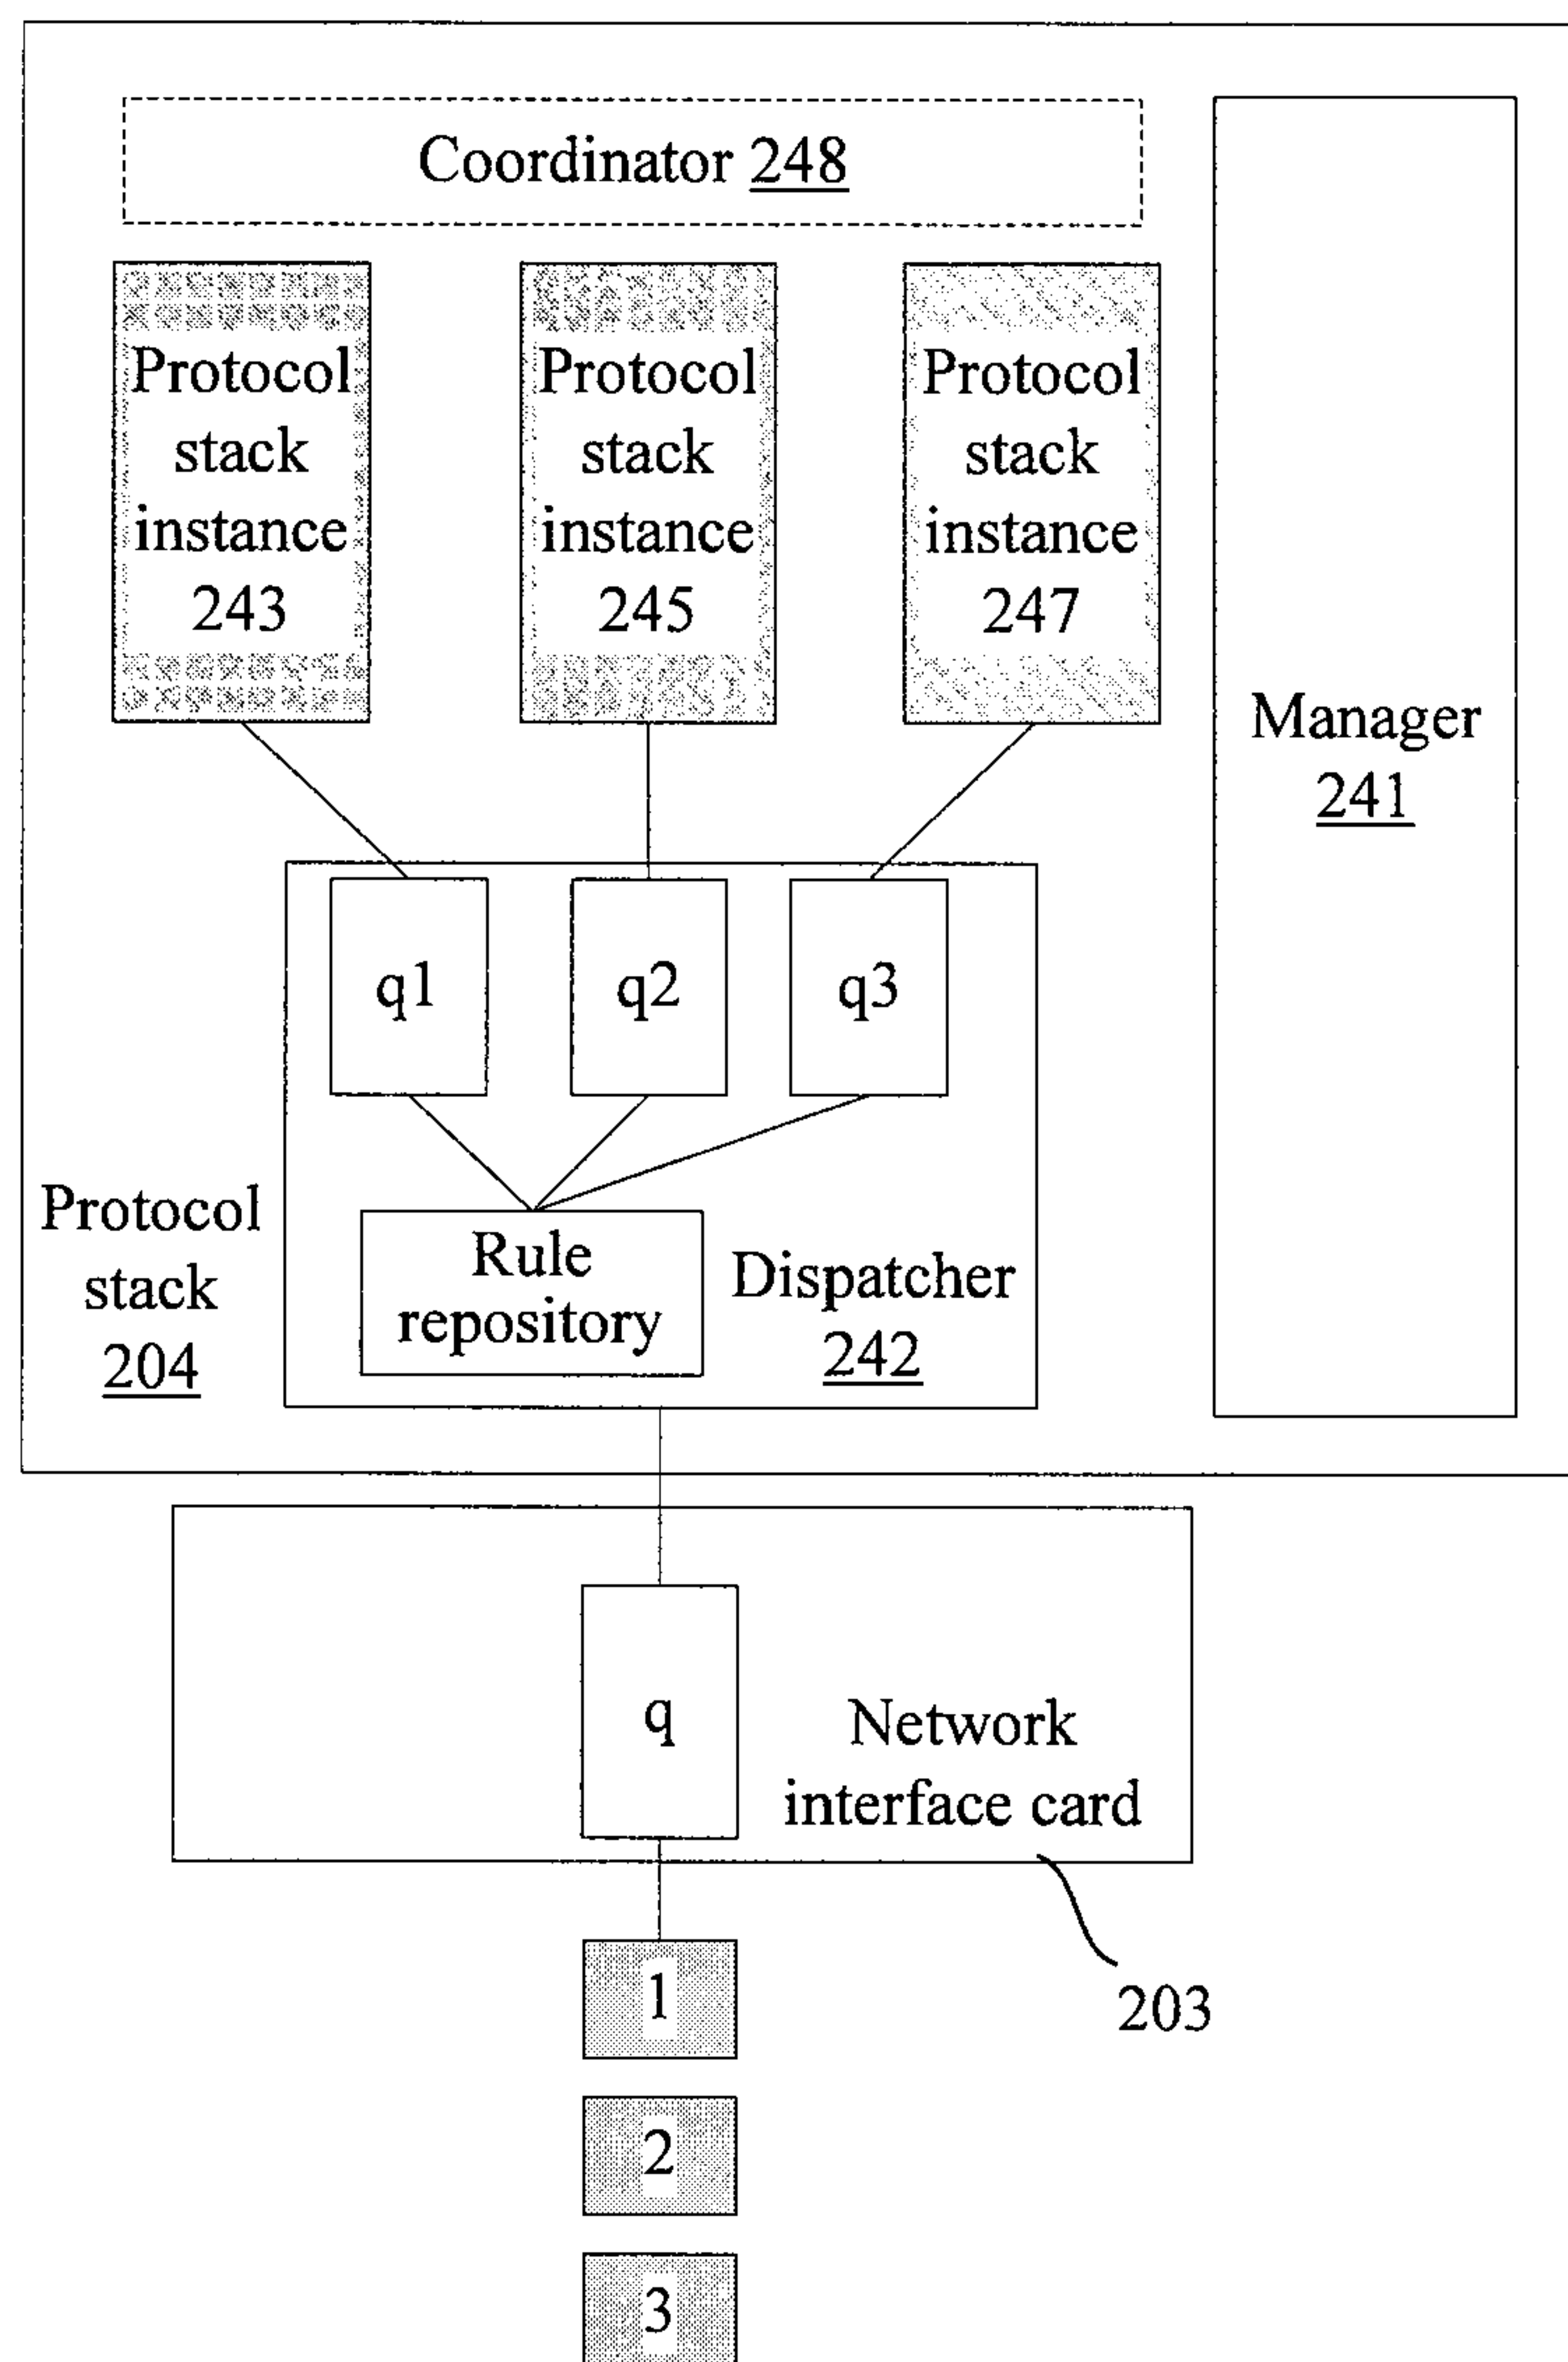 Coordinator 248
Protocol
stack
instance
243
Protocol
stack
instance
245
Protocol
stack
instance
247
Manager
241
q1
q2
q3
Rule
repository
Dispatcher
242
Protocol
stack
204
q
Network
interface card
203
1
2
3